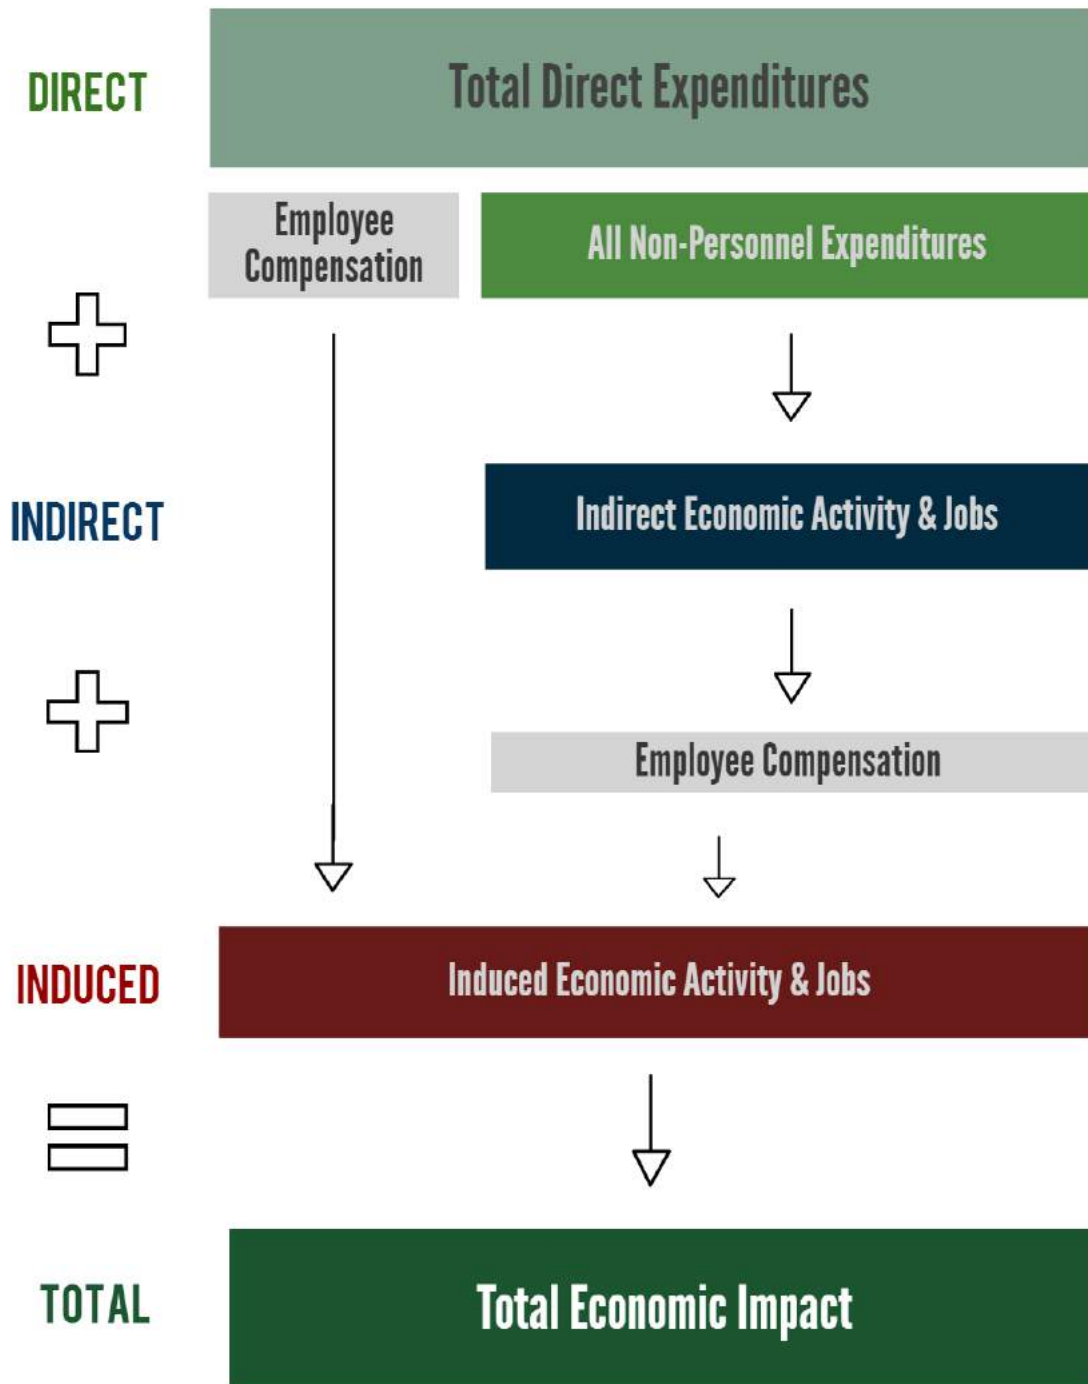 DIRECT
Total Direct Expenditures
Employee
Compensation
All Non-Personnel Expenditures
INDIRECT
Indirect Economic Activity & Jobs
Employee Compensation
INDUCED
Induced Economic Activity & Jobs
TOTAL
Total Economic Impact